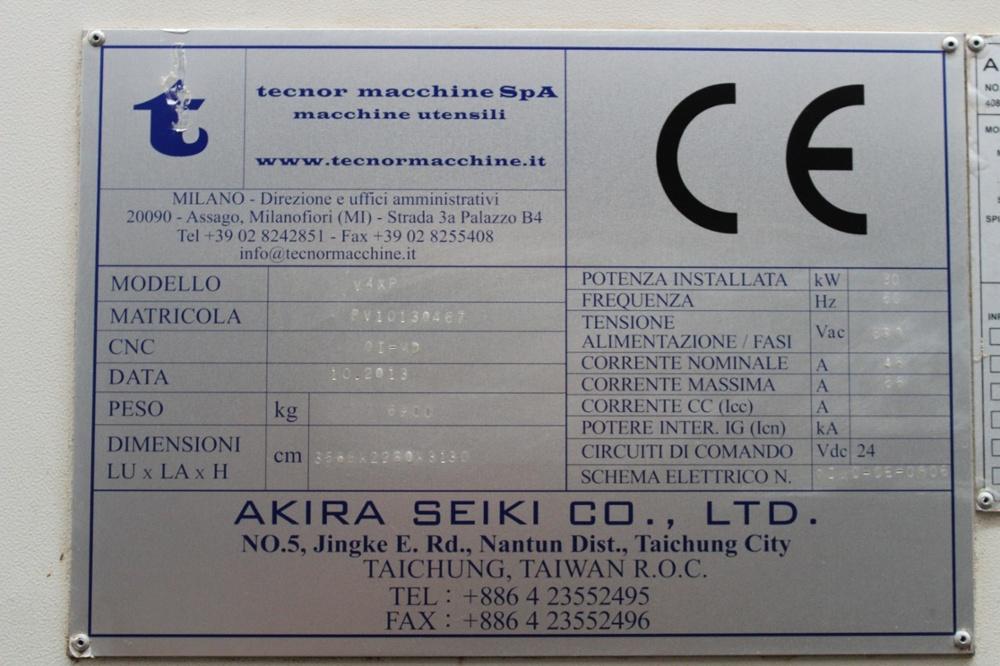 tecnor macchine SpA
macchine utensili
www.tecnormacchine.it
MILANO - Direzione e uffici amministrativi
20090 - Assago, Milanofiori (MI) - Strada 3a Palazzo B4
Tel +39 02 8242851 - Fax +39 02 8255408
info@tecnormacchine.it
CE
MODELLO V4XP
MATRICOLA
CNC
DATA 10.2013
PESO kg
DIMENSIONI
LU x LA x H cm
POTENZA INSTALLATA kW
FREQUENZA Hz
TENSIONE
ALIMENTAZIONE / FASI Vac
CORRENTE NOMINALE A
CORRENTE MASSIMA A
CORRENTE CC (Icc) A
POTERE INTER. IG (Icn) kA
CIRCUITI DI COMANDO Vdc 24
SCHEMA ELETTRICO N.
AKIRA SEIKI CO., LTD.
NO.5, Jingke E. Rd., Nantun Dist., Taichung City
TAICHUNG, TAIWAN R.O.C.
TEL : +886 4 23552495
FAX : +886 4 23552496